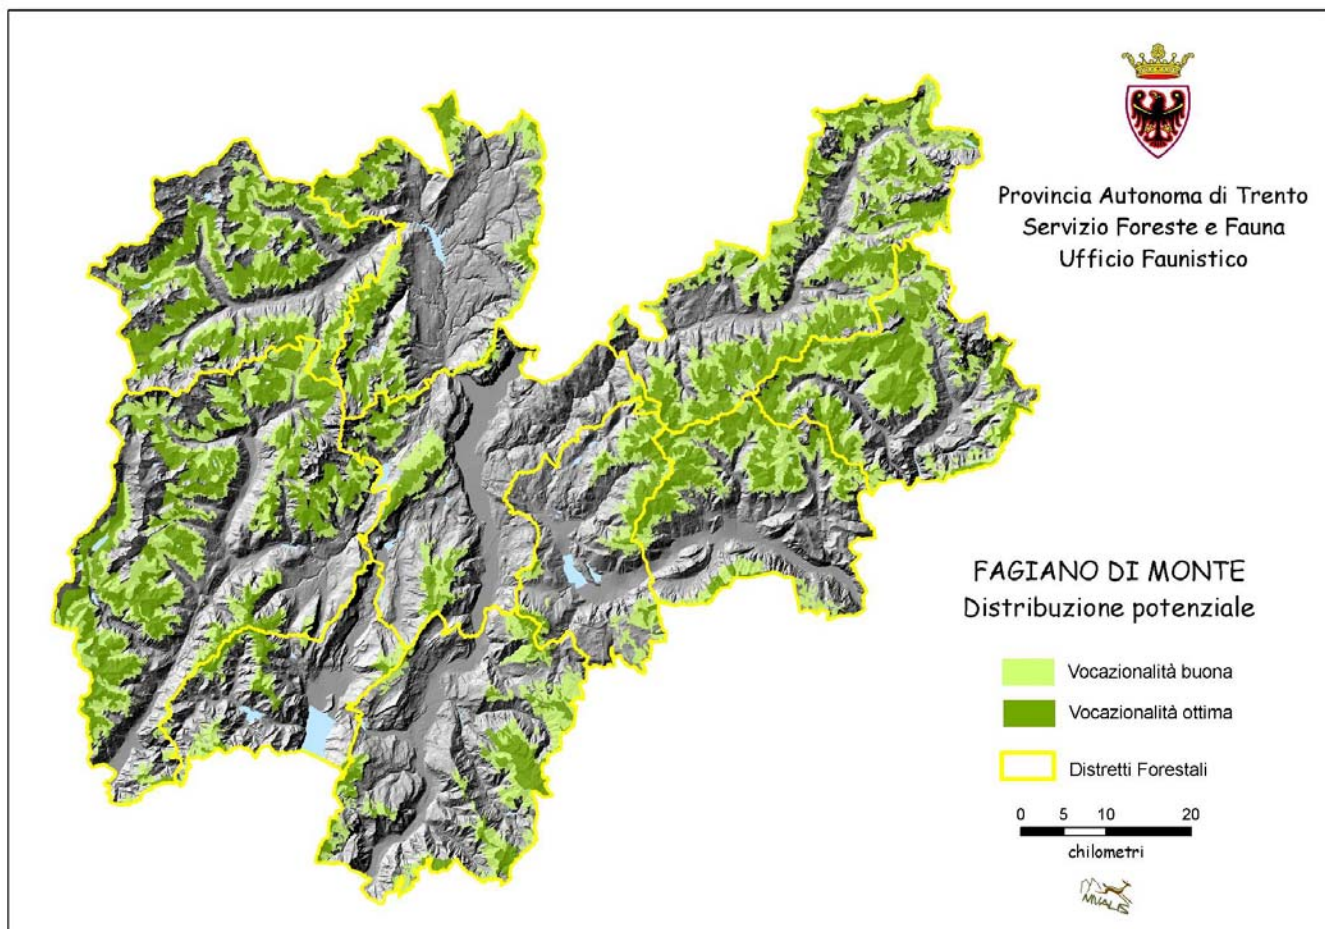 Provincia Autonoma di Trento
Servizio Foreste e Fauna
Ufficio Faunistico
FAGIANO DI MONTE
Distribuzione potenziale
Vocazionalità buona
Vocazionalità ottima
Distretti Forestali
0 5 10 20
chilometri